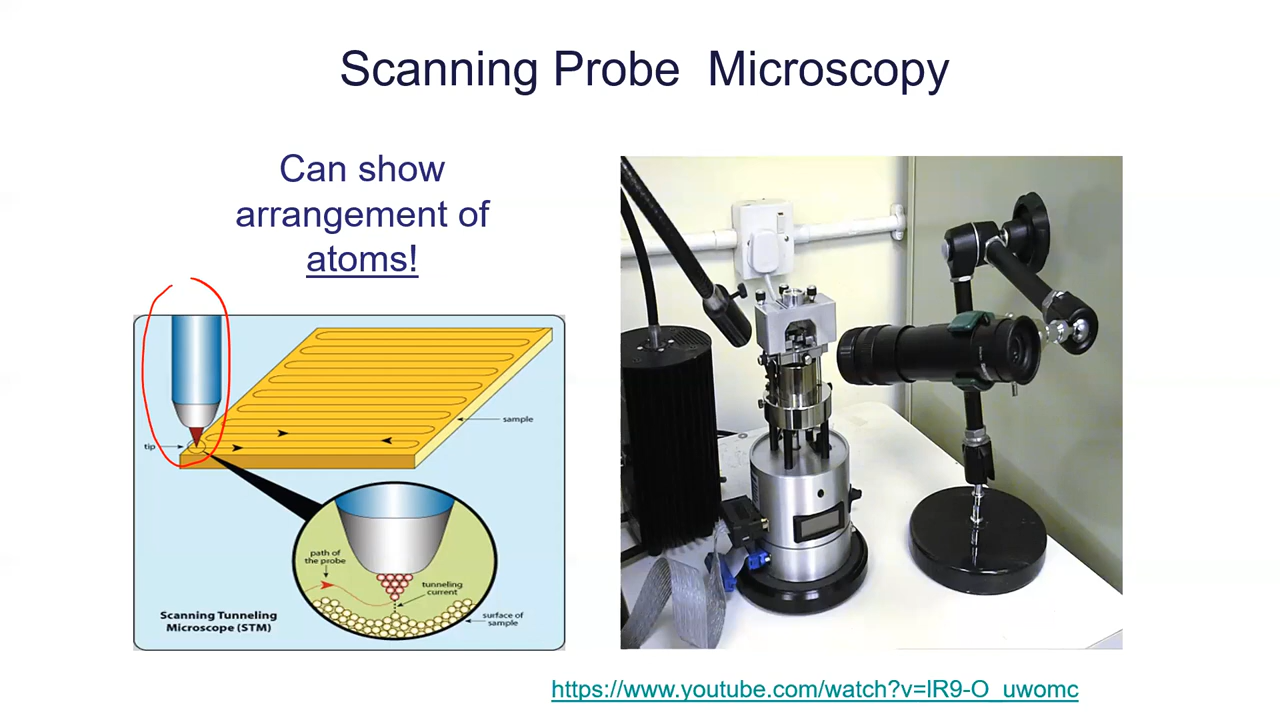 Scanning Probe  Microscopy
Can show
arrangement of
atoms!
tip
sample
path of
the probe
tunneling
current
surface of
sample
Scanning Tunneling
Microscope (STM)
https://www.youtube.com/watch?v=lR9-O_uwomc